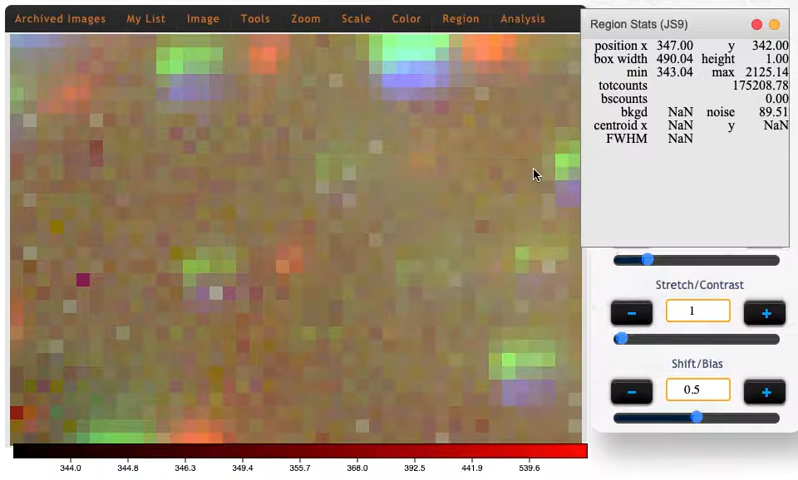 Archived Images My List Image Tools Zoom Scale Color Region Analysis
Region Stats (JS9)
position x 347.00 y 342.00
box width 490.04 height 1.00
min 343.04 max 2125.14
totcounts 175208.78
bscounts 0.00
bkgd NaN noise 89.51
centroid x NaN y NaN
FWHM NaN
Stretch/Contrast
− 1 +
Shift/Bias
− 0.5 +
344.0 344.8 346.3 349.4 355.7 368.0 392.5 441.9 539.6